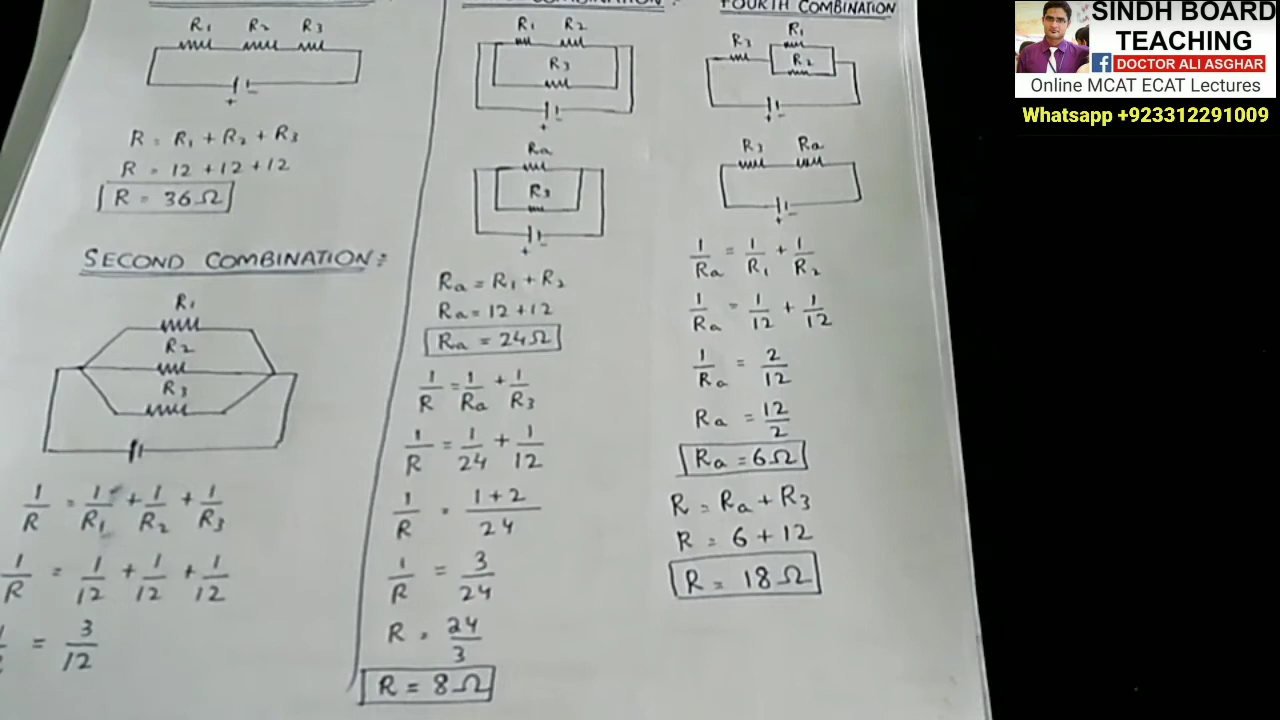 R1 R2 R3
+ -
R = R1 + R2 + R3
R = 12 + 12 + 12
R = 36Ω
SECOND COMBINATION:
R1
R2
R3
1/R = 1/R1 + 1/R2 + 1/R3
1/R = 1/12 + 1/12 + 1/12
= 3/12
COMBINATION:
R1 R2
R3
+ -
Ra
R3
+ -
Ra = R1 + R2
Ra = 12 + 12
Ra = 24Ω
1/R = 1/Ra + 1/R3
1/R = 1/24 + 1/12
1/R = 1+2/24
1/R = 3/24
R = 24/3
R = 8Ω
FOURTH COMBINATION
R1
R3
R2
+ -
R3 Ra
+ -
1/Ra = 1/R1 + 1/R2
1/Ra = 1/12 + 1/12
1/Ra = 2/12
Ra = 12/2
Ra = 6Ω
R = Ra + R3
R = 6 + 12
R = 18Ω
SINDH BOARD
TEACHING
f DOCTOR ALI ASGHAR
Online MCAT ECAT Lectures
Whatsapp +923312291009